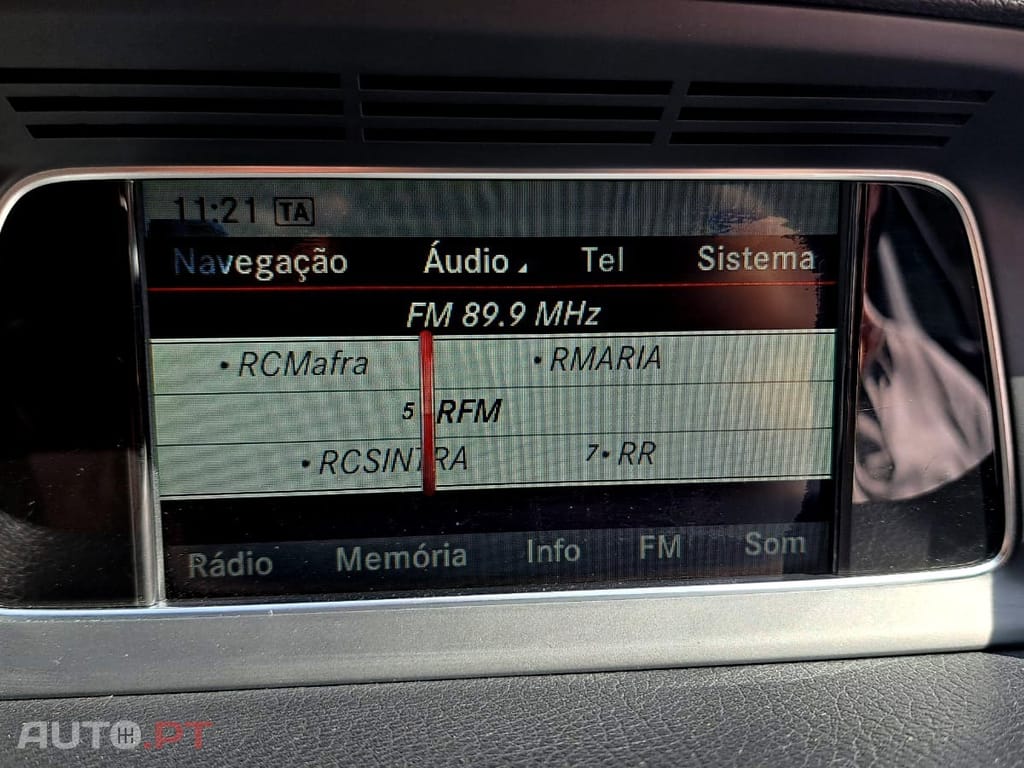 11:21 TA
Navegação Áudio Tel Sistema
FM 89.9 MHz
•RCMafra •RMARIA
5 RFM
•RCSINTRA 7•RR
Rádio Memória Info FM Som
AUTO.PT